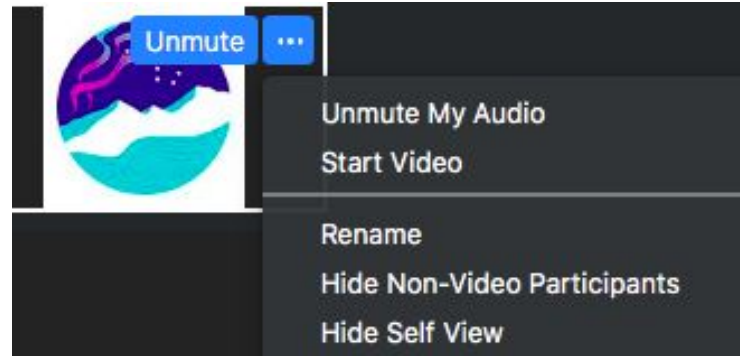 Unmute ...
Unmute My Audio
Start Video
Rename
Hide Non-Video Participants
Hide Self View